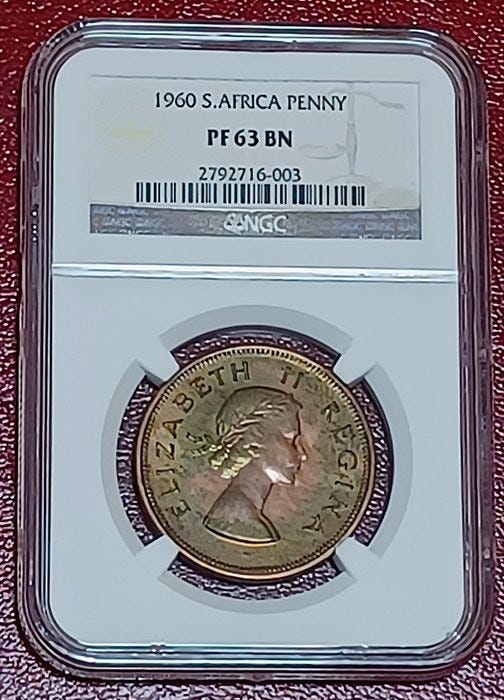 1960 S.AFRICA PENNY
PF 63 BN
2792716-003
NGC
ELIZABETH II REGINA